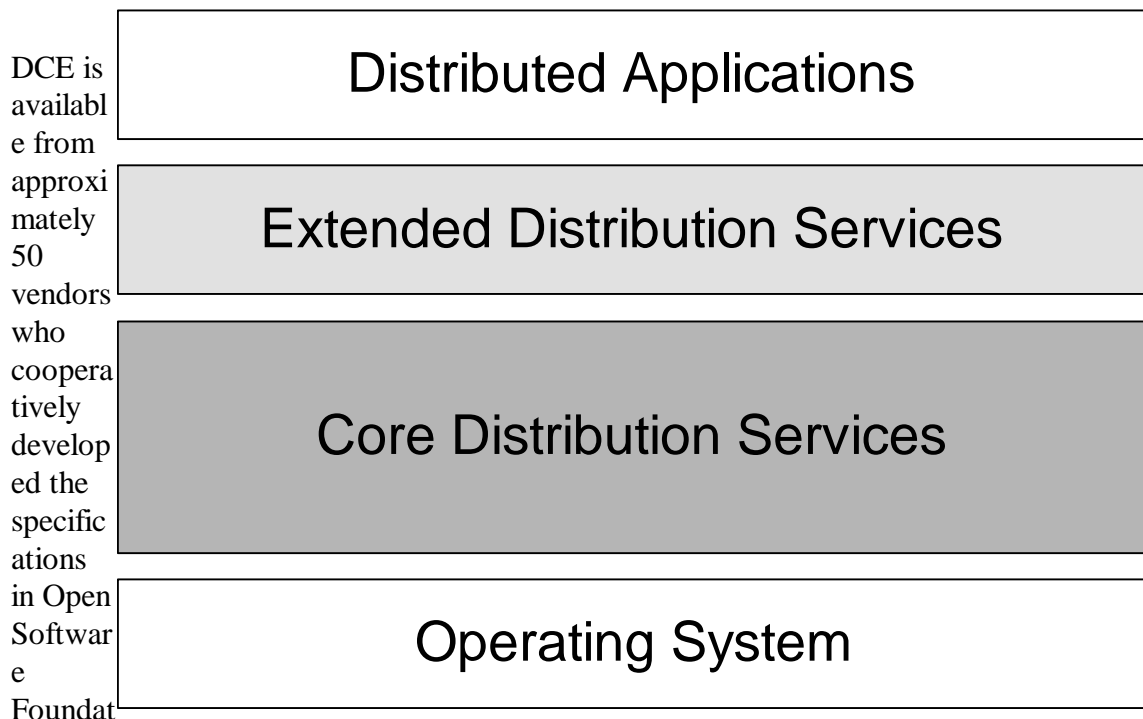 DCE is
availabl
e from
approxi
mately
50
vendors
who
coopera
tively
develop
ed the
specific
ations
in Open
Softwar
e
Foundat
Distributed Applications
Extended Distribution Services
Core Distribution Services
Operating System